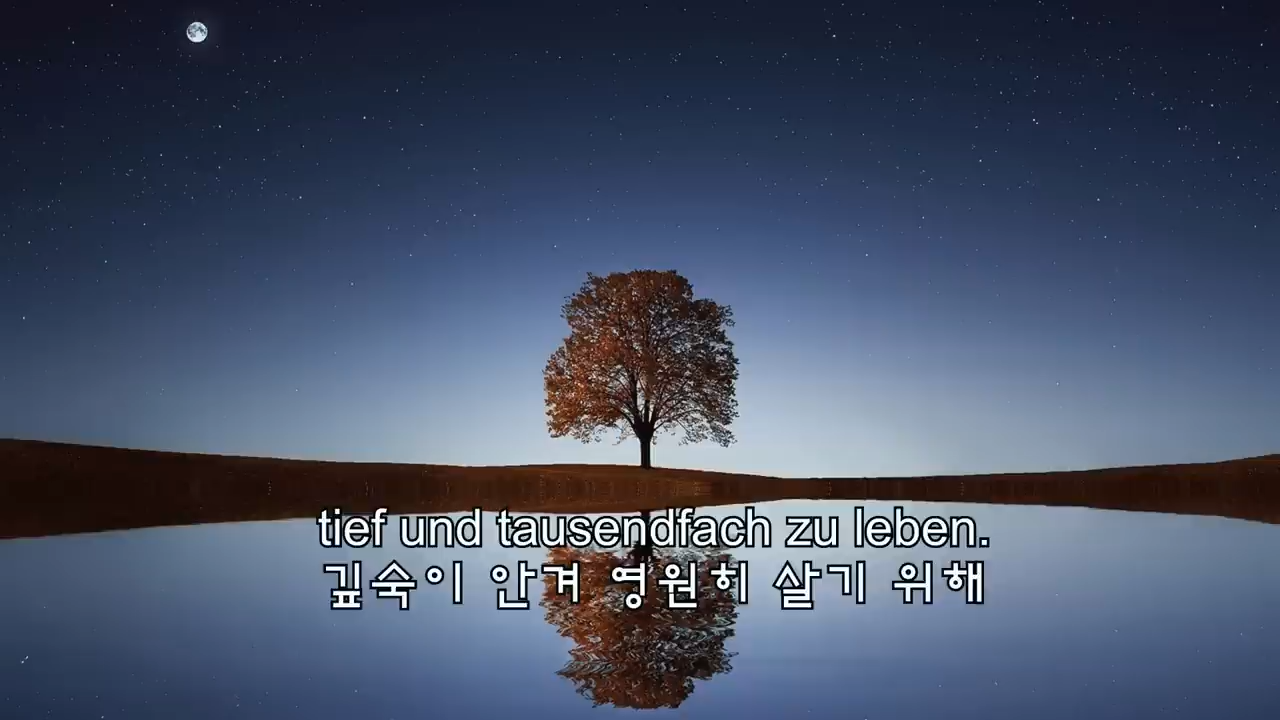 tief und tausendfach zu leben.
깊숙이 안겨 영원히 살기 위해